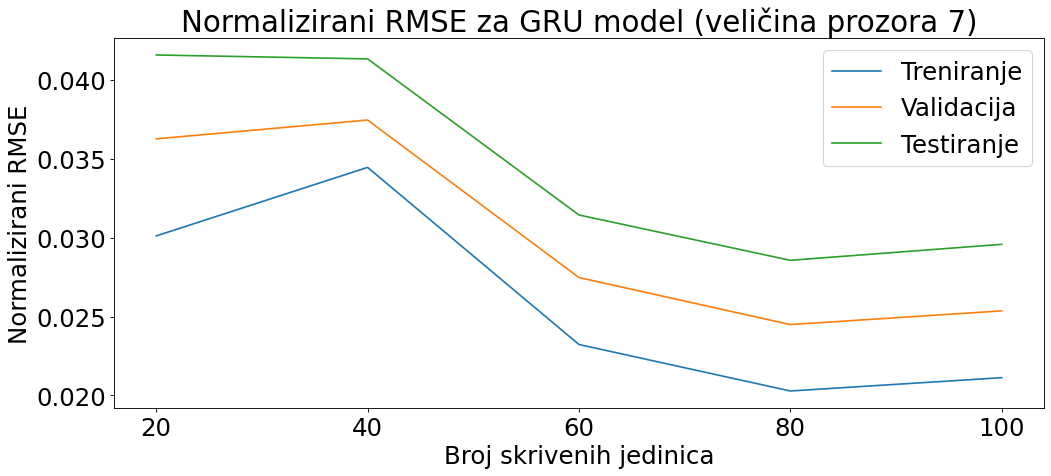 Normalizirani RMSE za GRU model (veličina prozora 7)
Normalizirani RMSE
0.040
0.035
0.030
0.025
0.020
Treniranje
Validacija
Testiranje
20 40 60 80 100
Broj skrivenih jedinica